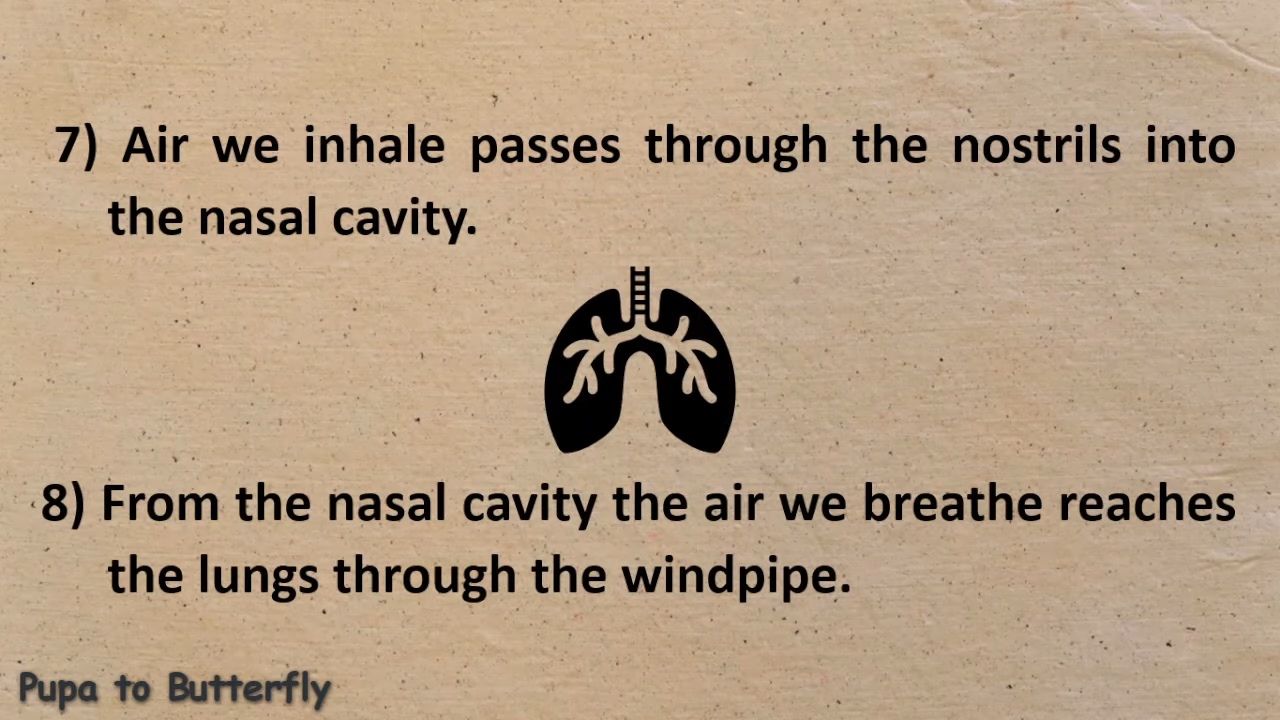 7) Air we inhale passes through the nostrils into
the nasal cavity.
8) From the nasal cavity the air we breathe reaches
the lungs through the windpipe.
Pupa to Butterfly